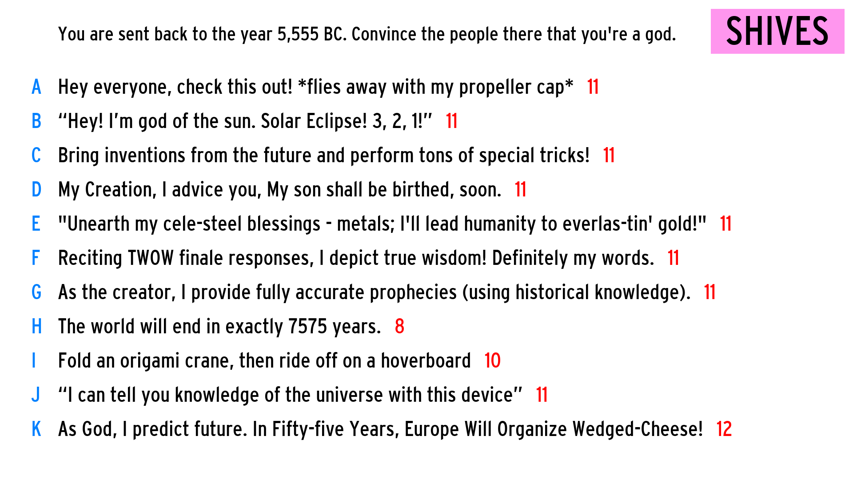 You are sent back to the year 5,555 BC. Convince the people there that you're a god.
SHIVES
A Hey everyone, check this out! *flies away with my propeller cap* 11
B “Hey! I’m god of the sun. Solar Eclipse! 3, 2, 1!” 11
C Bring inventions from the future and perform tons of special tricks! 11
D My Creation, I advice you, My son shall be birthed, soon. 11
E "Unearth my cele-steel blessings - metals; I'll lead humanity to everlas-tin' gold!" 11
F Reciting TWOW finale responses, I depict true wisdom! Definitely my words. 11
G As the creator, I provide fully accurate prophecies (using historical knowledge). 11
H The world will end in exactly 7575 years. 8
I Fold an origami crane, then ride off on a hoverboard 10
J “I can tell you knowledge of the universe with this device” 11
K As God, I predict future. In Fifty-five Years, Europe Will Organize Wedged-Cheese! 12